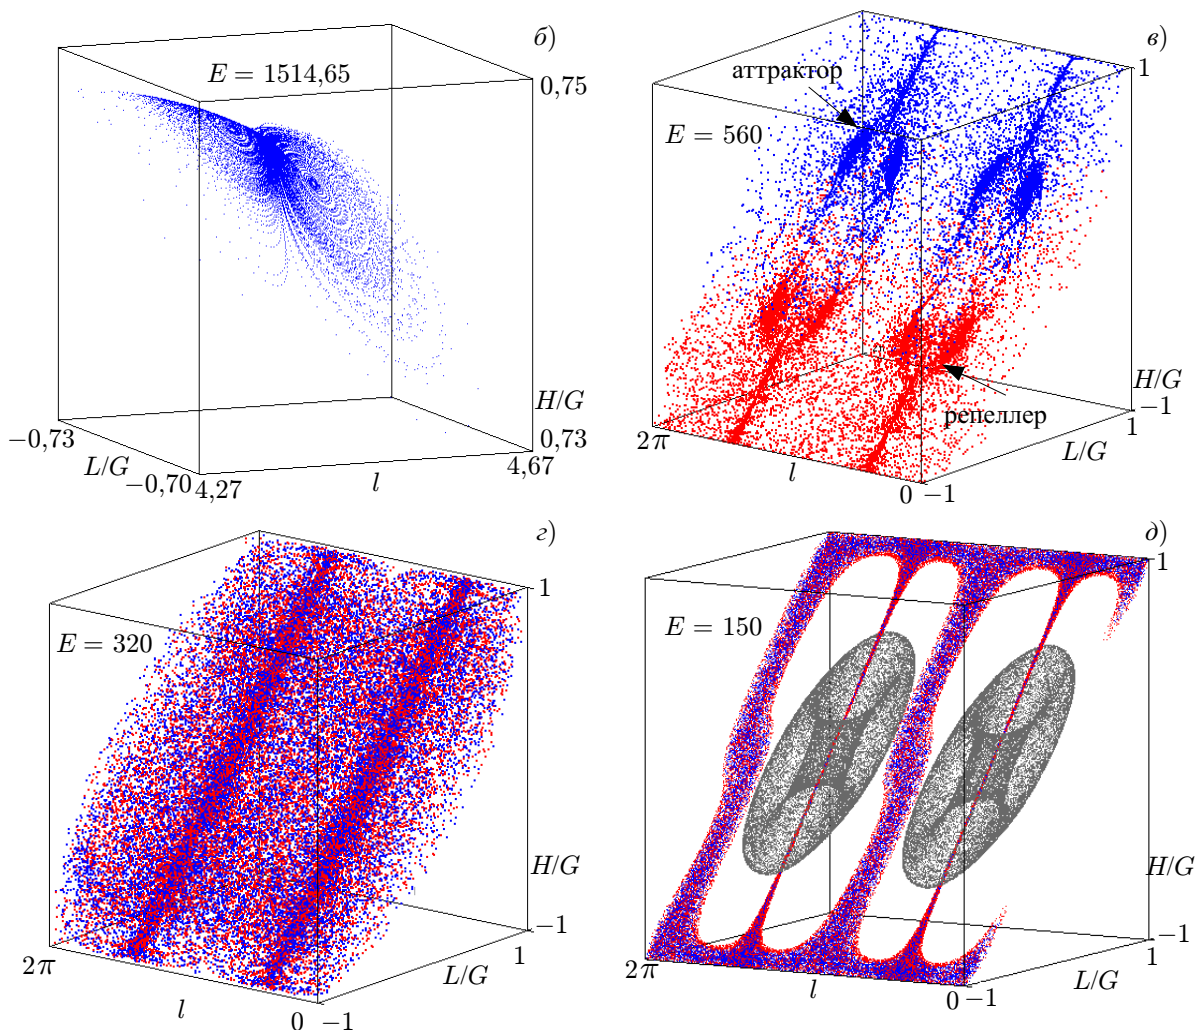 б)
E = 1514,65
0,75
H/G
0,73
−0,73
L/G
−0,70
4,27
l
4,67
в)
аттрактор
1
E = 560
H/G
−1
репеллер
1
2π
L/G
l
0
−1
г)
1
E = 320
H/G
−1
2π
1
L/G
l
0
−1
д)
1
E = 150
H/G
−1
2π
1
l
L/G
0
−1